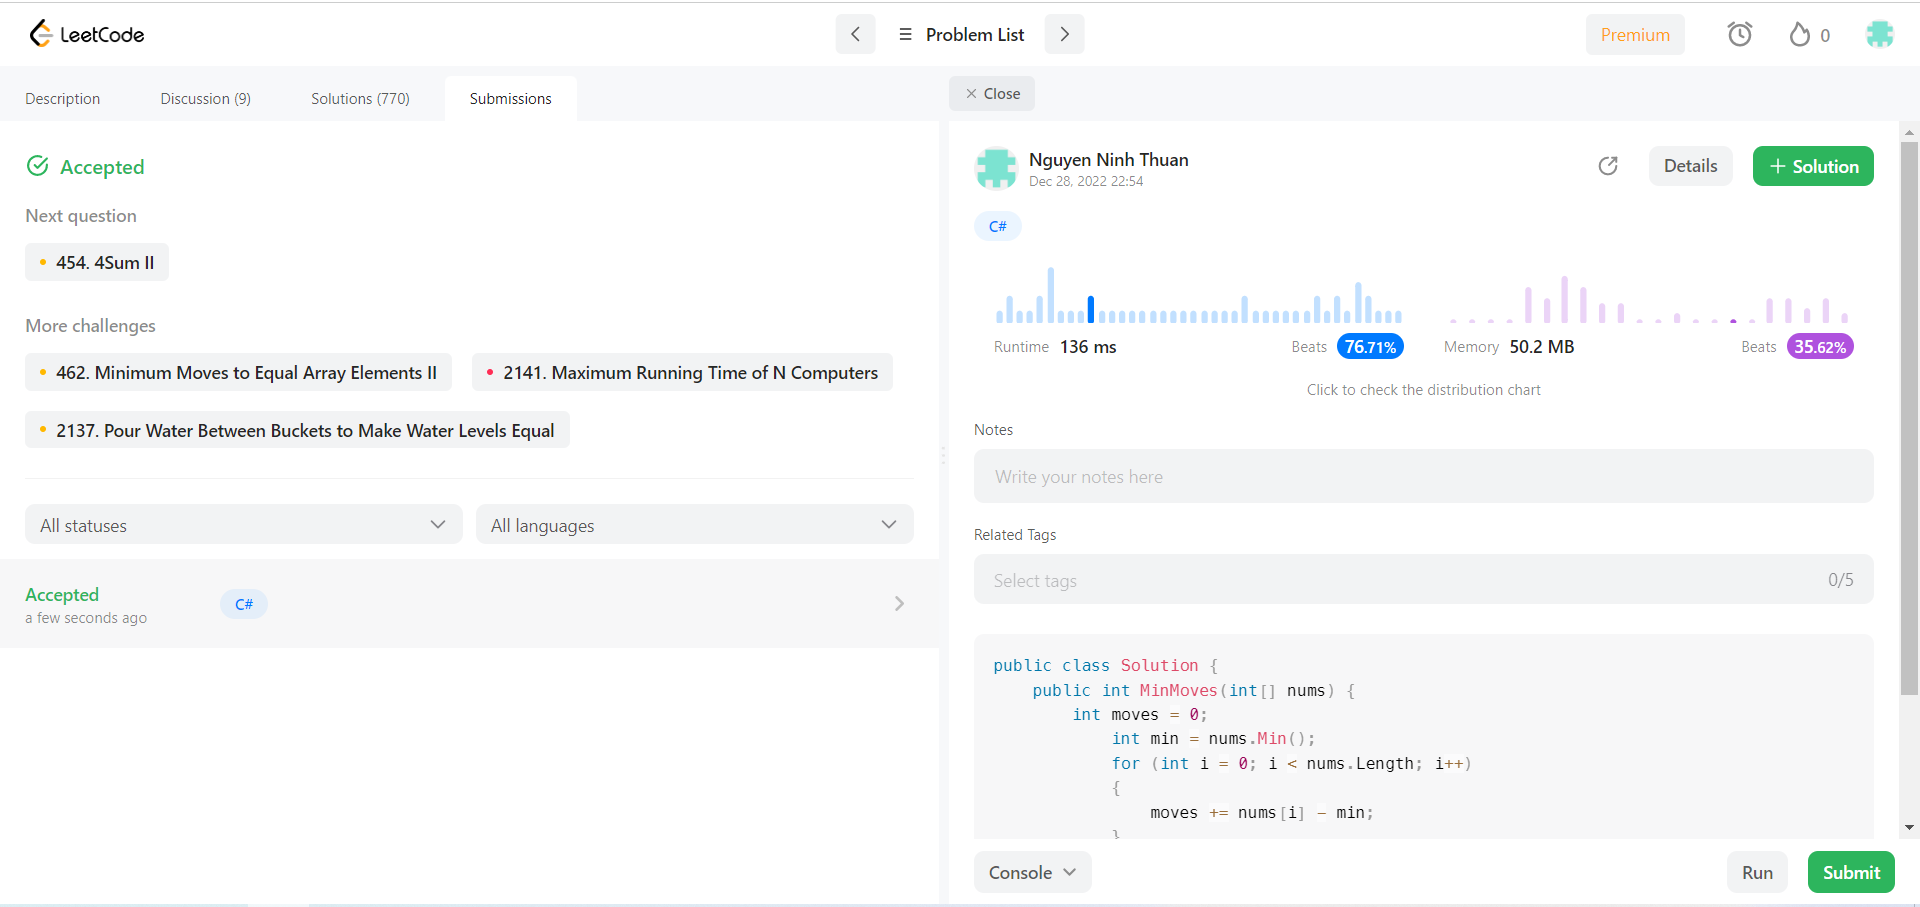 LeetCode
Problem List
Premium
0
Description
Discussion (9)
Solutions (770)
Submissions
Close
Accepted
Next question
454. 4Sum II
More challenges
462. Minimum Moves to Equal Array Elements II
2141. Maximum Running Time of N Computers
2137. Pour Water Between Buckets to Make Water Levels Equal
All statuses
All languages
Accepted
a few seconds ago
C#
Nguyen Ninh Thuan
Dec 28, 2022 22:54
Details
+ Solution
C#
Runtime 136 ms
Beats 76.71%
Memory 50.2 MB
Beats 35.62%
Click to check the distribution chart
Notes
Write your notes here
Related Tags
Select tags
0/5
public class Solution {
public int MinMoves(int[] nums) {
int moves = 0;
int min = nums.Min();
for (int i = 0; i < nums.Length; i++)
{
moves += nums[i] - min;
}
Console
Run
Submit